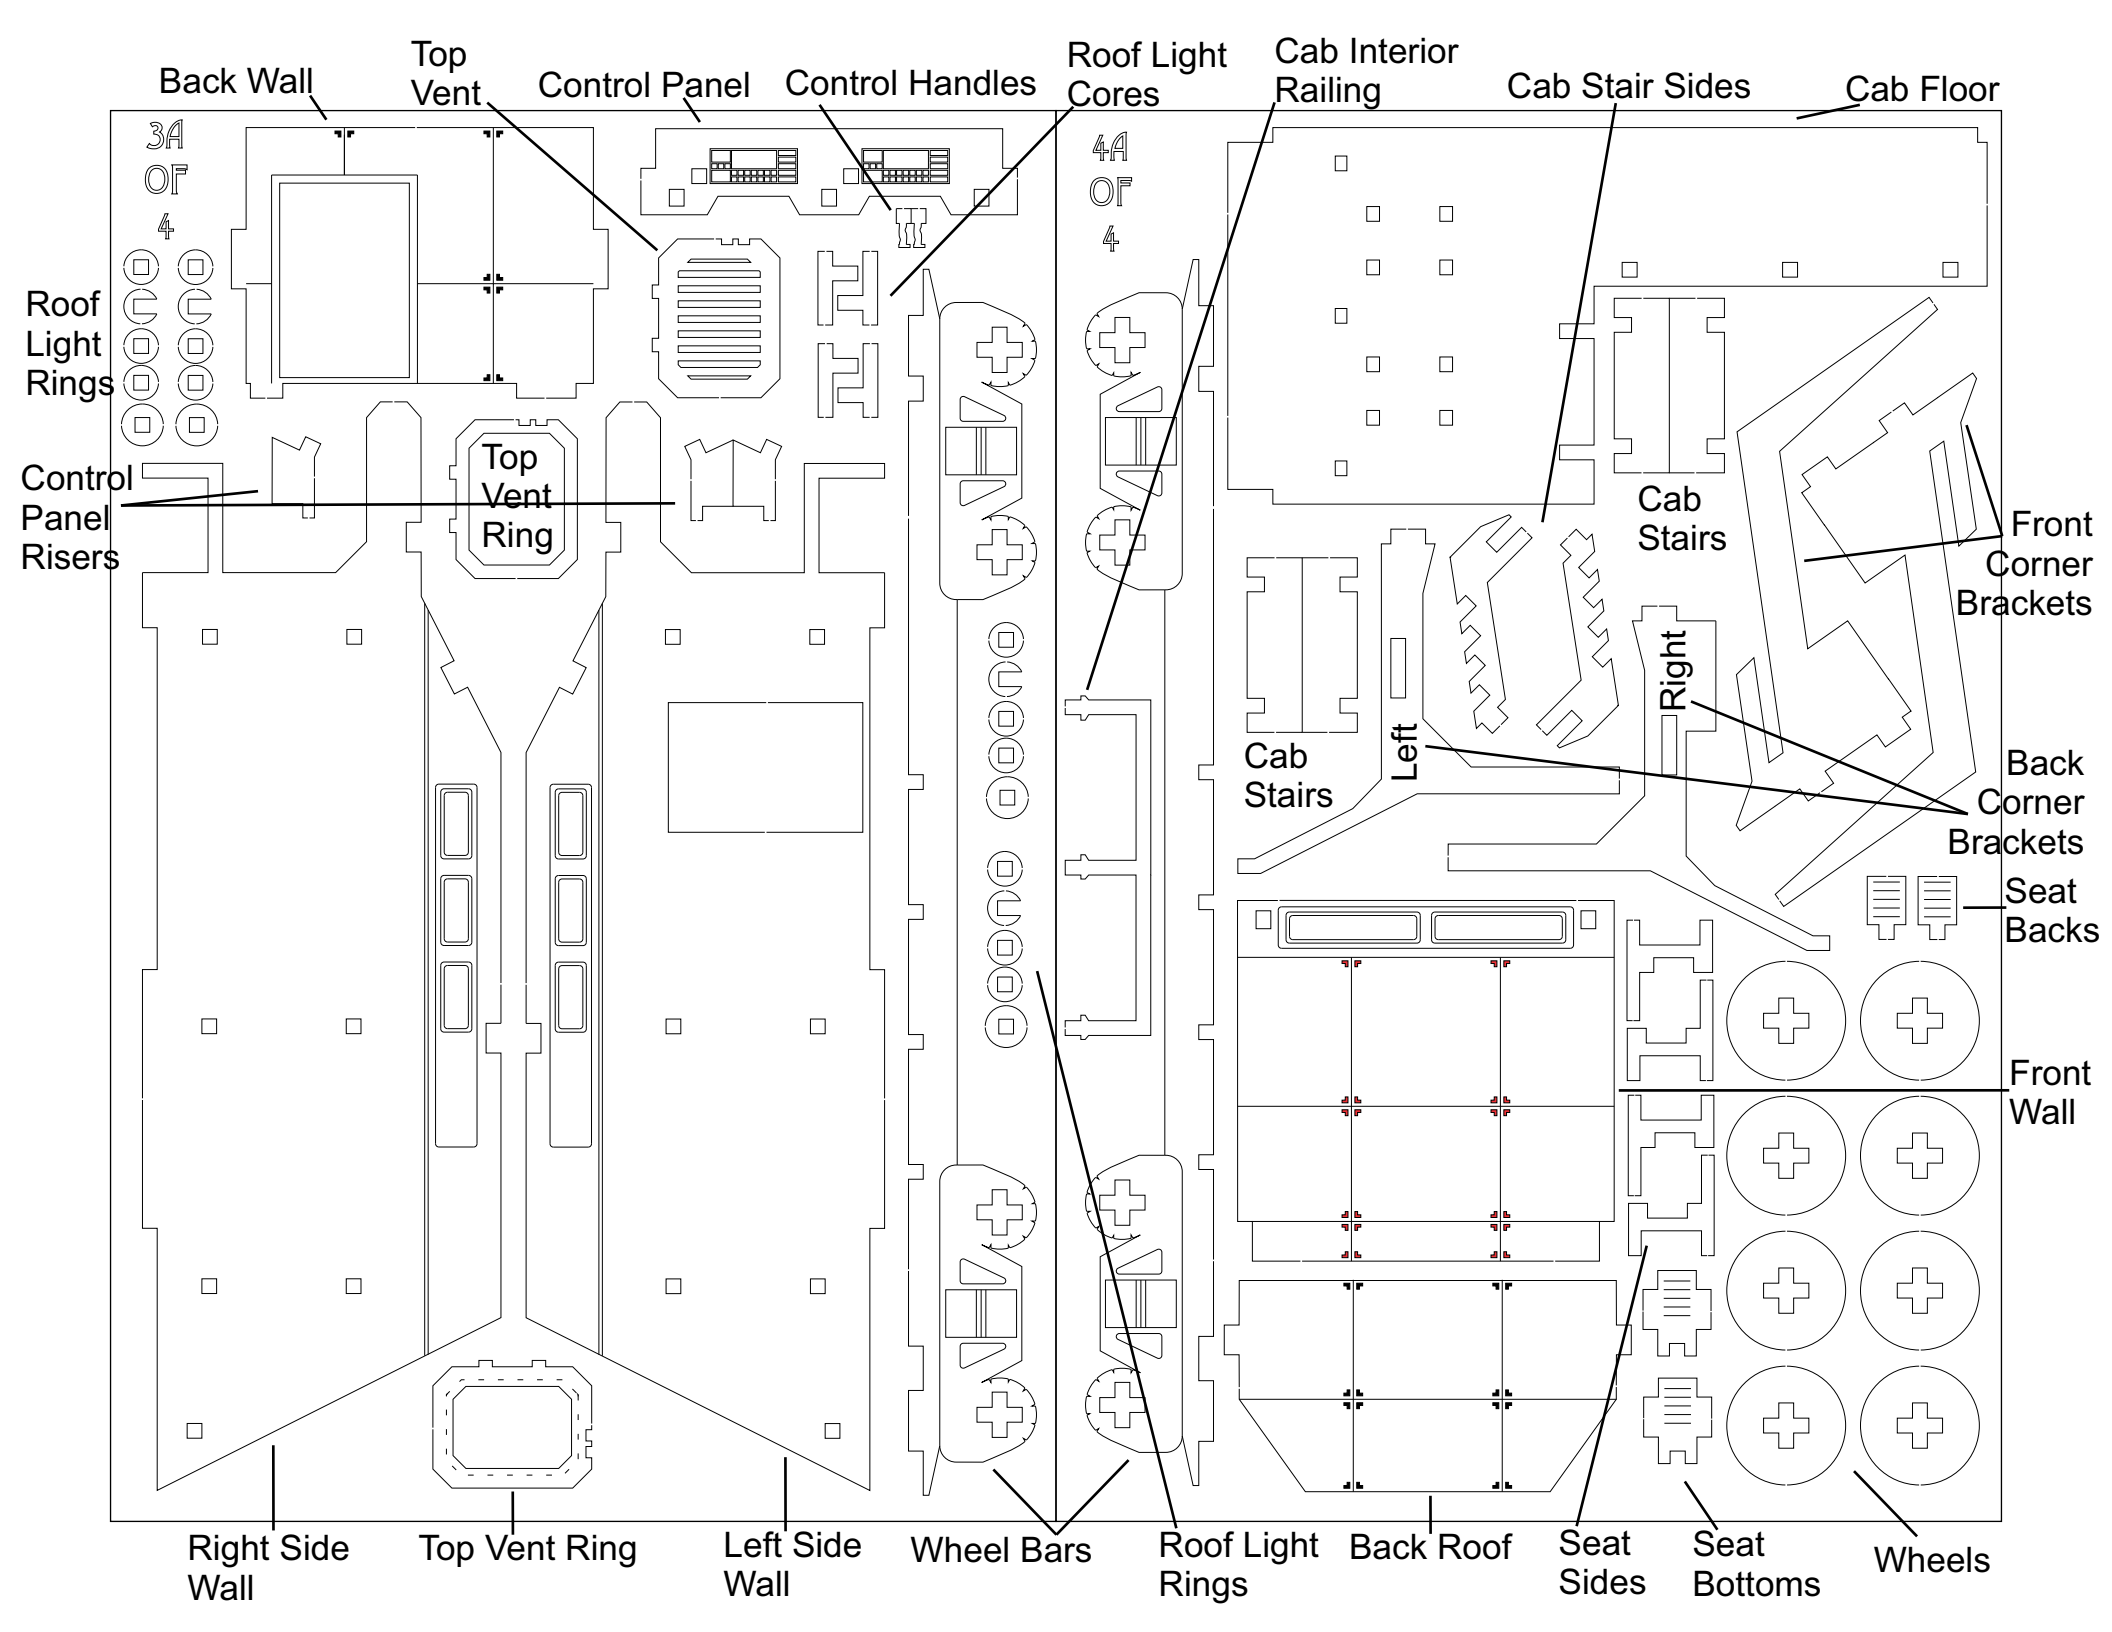 Back Wall
Top
Vent
Control Panel
Control Handles
Roof Light
Cores
Cab Interior
Railing
Cab Stair Sides
Cab Floor
3A
OF
4
4A
OF
4
Roof
Light
Rings
Control
Panel
Risers
Top
Vent
Ring
Cab
Stairs
Front
Corner
Brackets
Right
Left
Cab
Stairs
Back
Corner
Brackets
Seat
Backs
Front
Wall
Right Side
Wall
Top Vent Ring
Left Side
Wall
Wheel Bars
Roof Light
Rings
Back Roof
Seat
Sides
Seat
Bottoms
Wheels